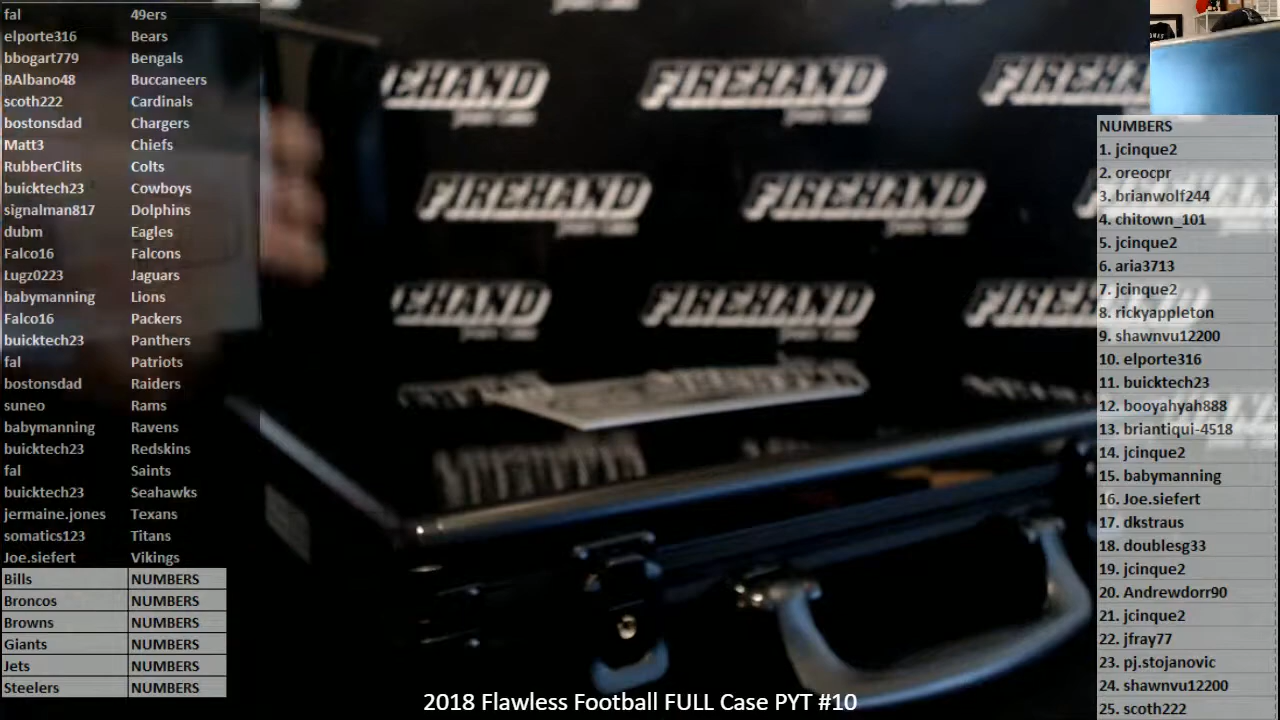 fal 49ers
elporte316 Bears
bbogart779 Bengals
BAlbano48 Buccaneers
scoth222 Cardinals
bostonsdad Chargers
Matt3 Chiefs
RubberClits Colts
buicktech23 Cowboys
signalman817 Dolphins
dubm Eagles
Falco16 Falcons
Lugz0223 Jaguars
babymanning Lions
Falco16 Packers
buicktech23 Panthers
fal Patriots
bostonsdad Raiders
suneo Rams
babymanning Ravens
buicktech23 Redskins
fal Saints
buicktech23 Seahawks
jermaine.jones Texans
somatics123 Titans
Joe.siefert Vikings
Bills NUMBERS
Broncos NUMBERS
Browns NUMBERS
Giants NUMBERS
Jets NUMBERS
Steelers NUMBERS
EHAND FIREHAND FIREHA
FIREHAND FIREHAND
EHAND FIREHAND FIREHAND
NUMBERS
1. jcinque2
2. oreocpr
3. brianwolf244
4. chitown_101
5. jcinque2
6. aria3713
7. jcinque2
8. rickyappleton
9. shawnvu12200
10. elporte316
11. buicktech23
12. booyahyah888
13. briantiqui-4518
14. jcinque2
15. babymanning
16. Joe.siefert
17. dkstraus
18. doublesg33
19. jcinque2
20. Andrewdorr90
21. jcinque2
22. jfray77
23. pj.stojanovic
24. shawnvu12200
25. scoth222
2018 Flawless Football FULL Case PYT #10